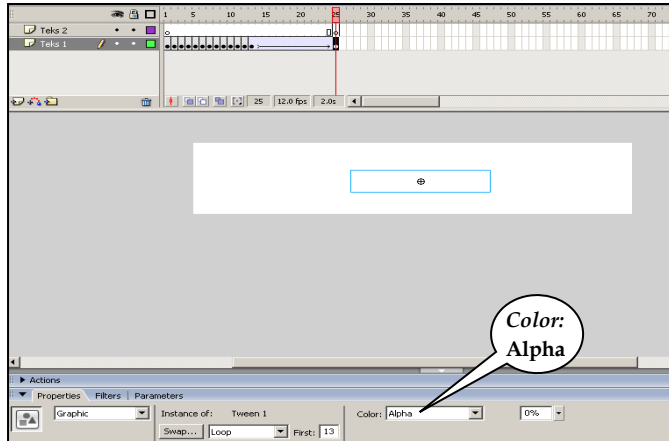 1 5 10 15 20 25 30 35 40 45 50 55 60 65 70
Teks 2
Teks 1
25 12.0 fps 2.0s
Color:
Alpha
Actions
Properties Filters Parameters
Graphic Instance of: Tween 1 Color: Alpha 0%
Swap... Loop First: 13